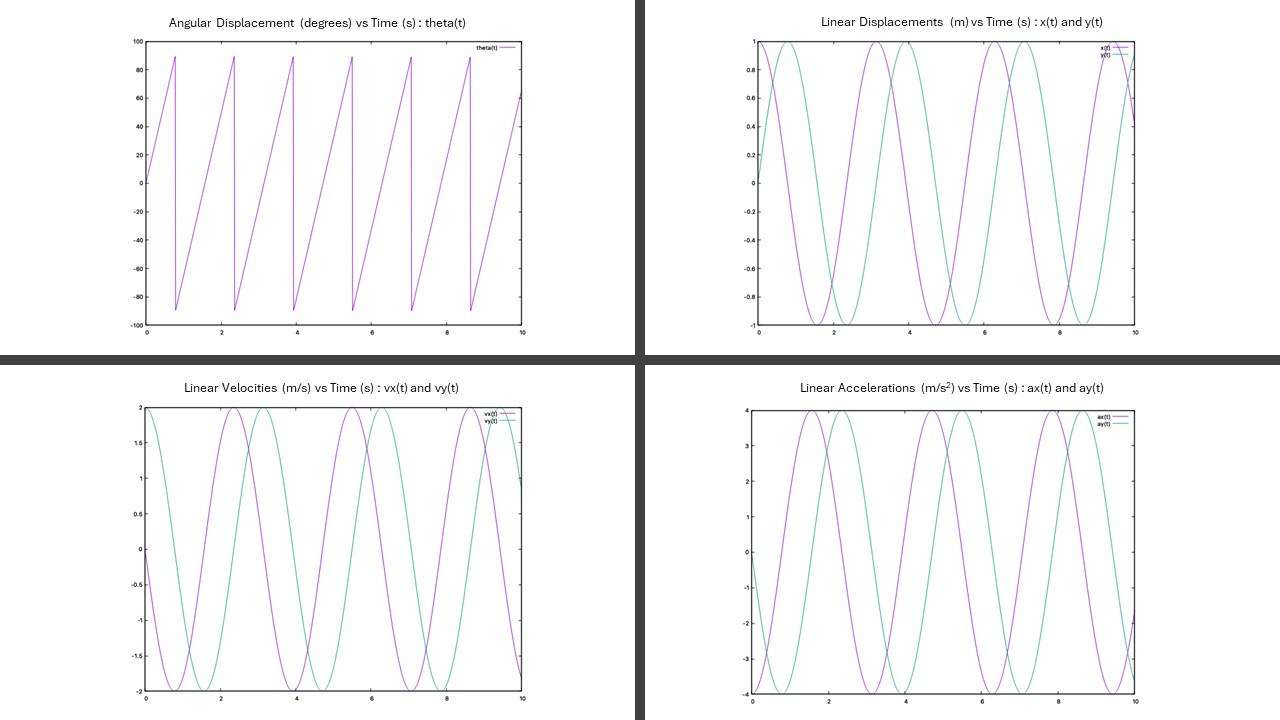 Angular Displacement (degrees) vs Time (s) : theta(t)
100
theta(t)
80
60
40
20
0
-20
-40
-60
-80
-100
0 2 4 6 8 10
Linear Displacements (m) vs Time (s) : x(t) and y(t)
1
x(t)
y(t)
0.8
0.6
0.4
0.2
0
-0.2
-0.4
-0.6
-0.8
-1
0 2 4 6 8 10
Linear Velocities (m/s) vs Time (s) : vx(t) and vy(t)
2
vx(t)
vy(t)
1.5
1
0.5
0
-0.5
-1
-1.5
-2
0 2 4 6 8 10
Linear Accelerations (m/s²) vs Time (s) : ax(t) and ay(t)
4
ax(t)
ay(t)
3
2
1
0
-1
-2
-3
-4
0 2 4 6 8 10